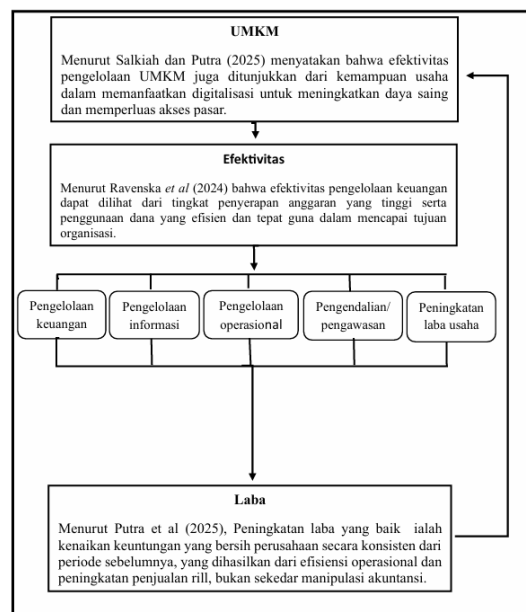 UMKM
Menurut Salkiah dan Putra (2025) menyatakan bahwa efektivitas
pengelolaan UMKM juga ditunjukkan dari kemampuan usaha
dalam memanfaatkan digitalisasi untuk meningkatkan daya saing
dan memperluas akses pasar.
Efektivitas
Menurut Ravenska et al (2024) bahwa efektivitas pengelolaan keuangan
dapat dilihat dari tingkat penyerapan anggaran yang tinggi serta
penggunaan dana yang efisien dan tepat guna dalam mencapai tujuan
organisasi.
Pengelolaan
keuangan
Pengelolaan
informasi
Pengelolaan
operasional
Pengendalian/
pengawasan
Peningkatan
laba usaha
Laba
Menurut Putra et al (2025), Peningkatan laba yang baik ialah
kenaikan keuntungan yang bersih perusahaan secara konsisten dari
periode sebelumnya, yang dihasilkan dari efisiensi operasional dan
peningkatan penjualan rill, bukan sekedar manipulasi akuntansi.